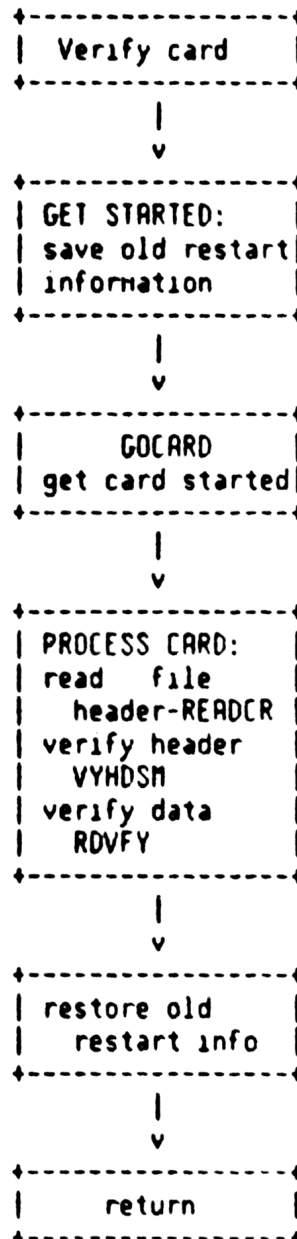 Verify card
GET STARTED:
save old restart
information
GOCARD
get card started
PROCESS CARD:
read file
header-READCR
verify header
VYHDSM
verify data
RDVFY
restore old
restart info
return